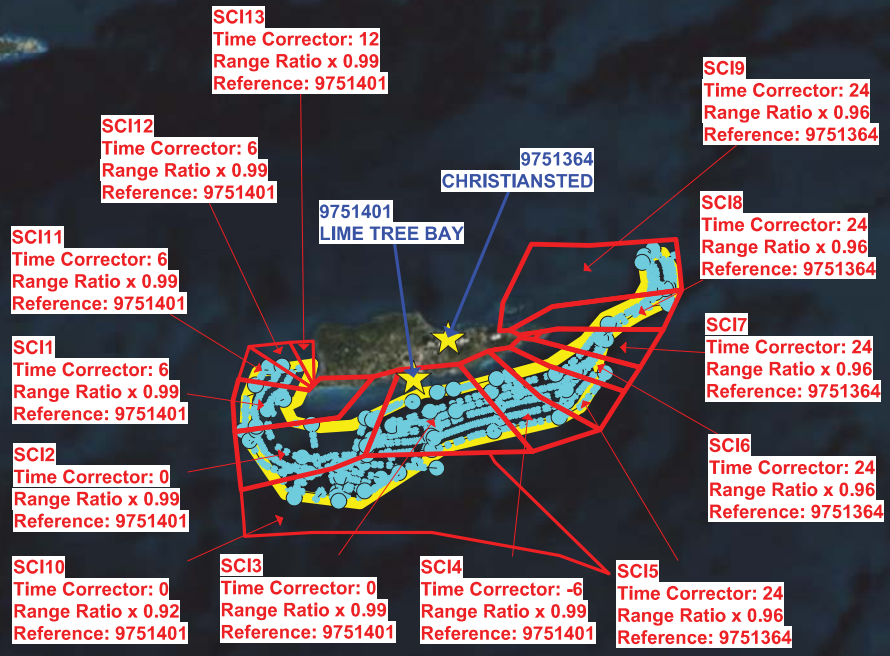 SCI13
Time Corrector: 12
Range Ratio x 0.99
Reference: 9751401
SCI9
Time Corrector: 24
Range Ratio x 0.96
Reference: 9751364
SCI12
Time Corrector: 6
Range Ratio x 0.99
Reference: 9751401
9751364
CHRISTIANSTED
9751401
LIME TREE BAY
SCI8
Time Corrector: 24
Range Ratio x 0.96
Reference: 9751364
SCI11
Time Corrector: 6
Range Ratio x 0.99
Reference: 9751401
SCI7
Time Corrector: 24
Range Ratio x 0.96
Reference: 9751364
SCI1
Time Corrector: 6
Range Ratio x 0.99
Reference: 9751401
SCI6
Time Corrector: 24
Range Ratio x 0.96
Reference: 9751364
SCI2
Time Corrector: 0
Range Ratio x 0.99
Reference: 9751401
SCI10
Time Corrector: 0
Range Ratio x 0.92
Reference: 9751401
SCI3
Time Corrector: 0
Range Ratio x 0.99
Reference: 9751401
SCI4
Time Corrector: -6
Range Ratio x 0.99
Reference: 9751401
SCI5
Time Corrector: 24
Range Ratio x 0.96
Reference: 9751364